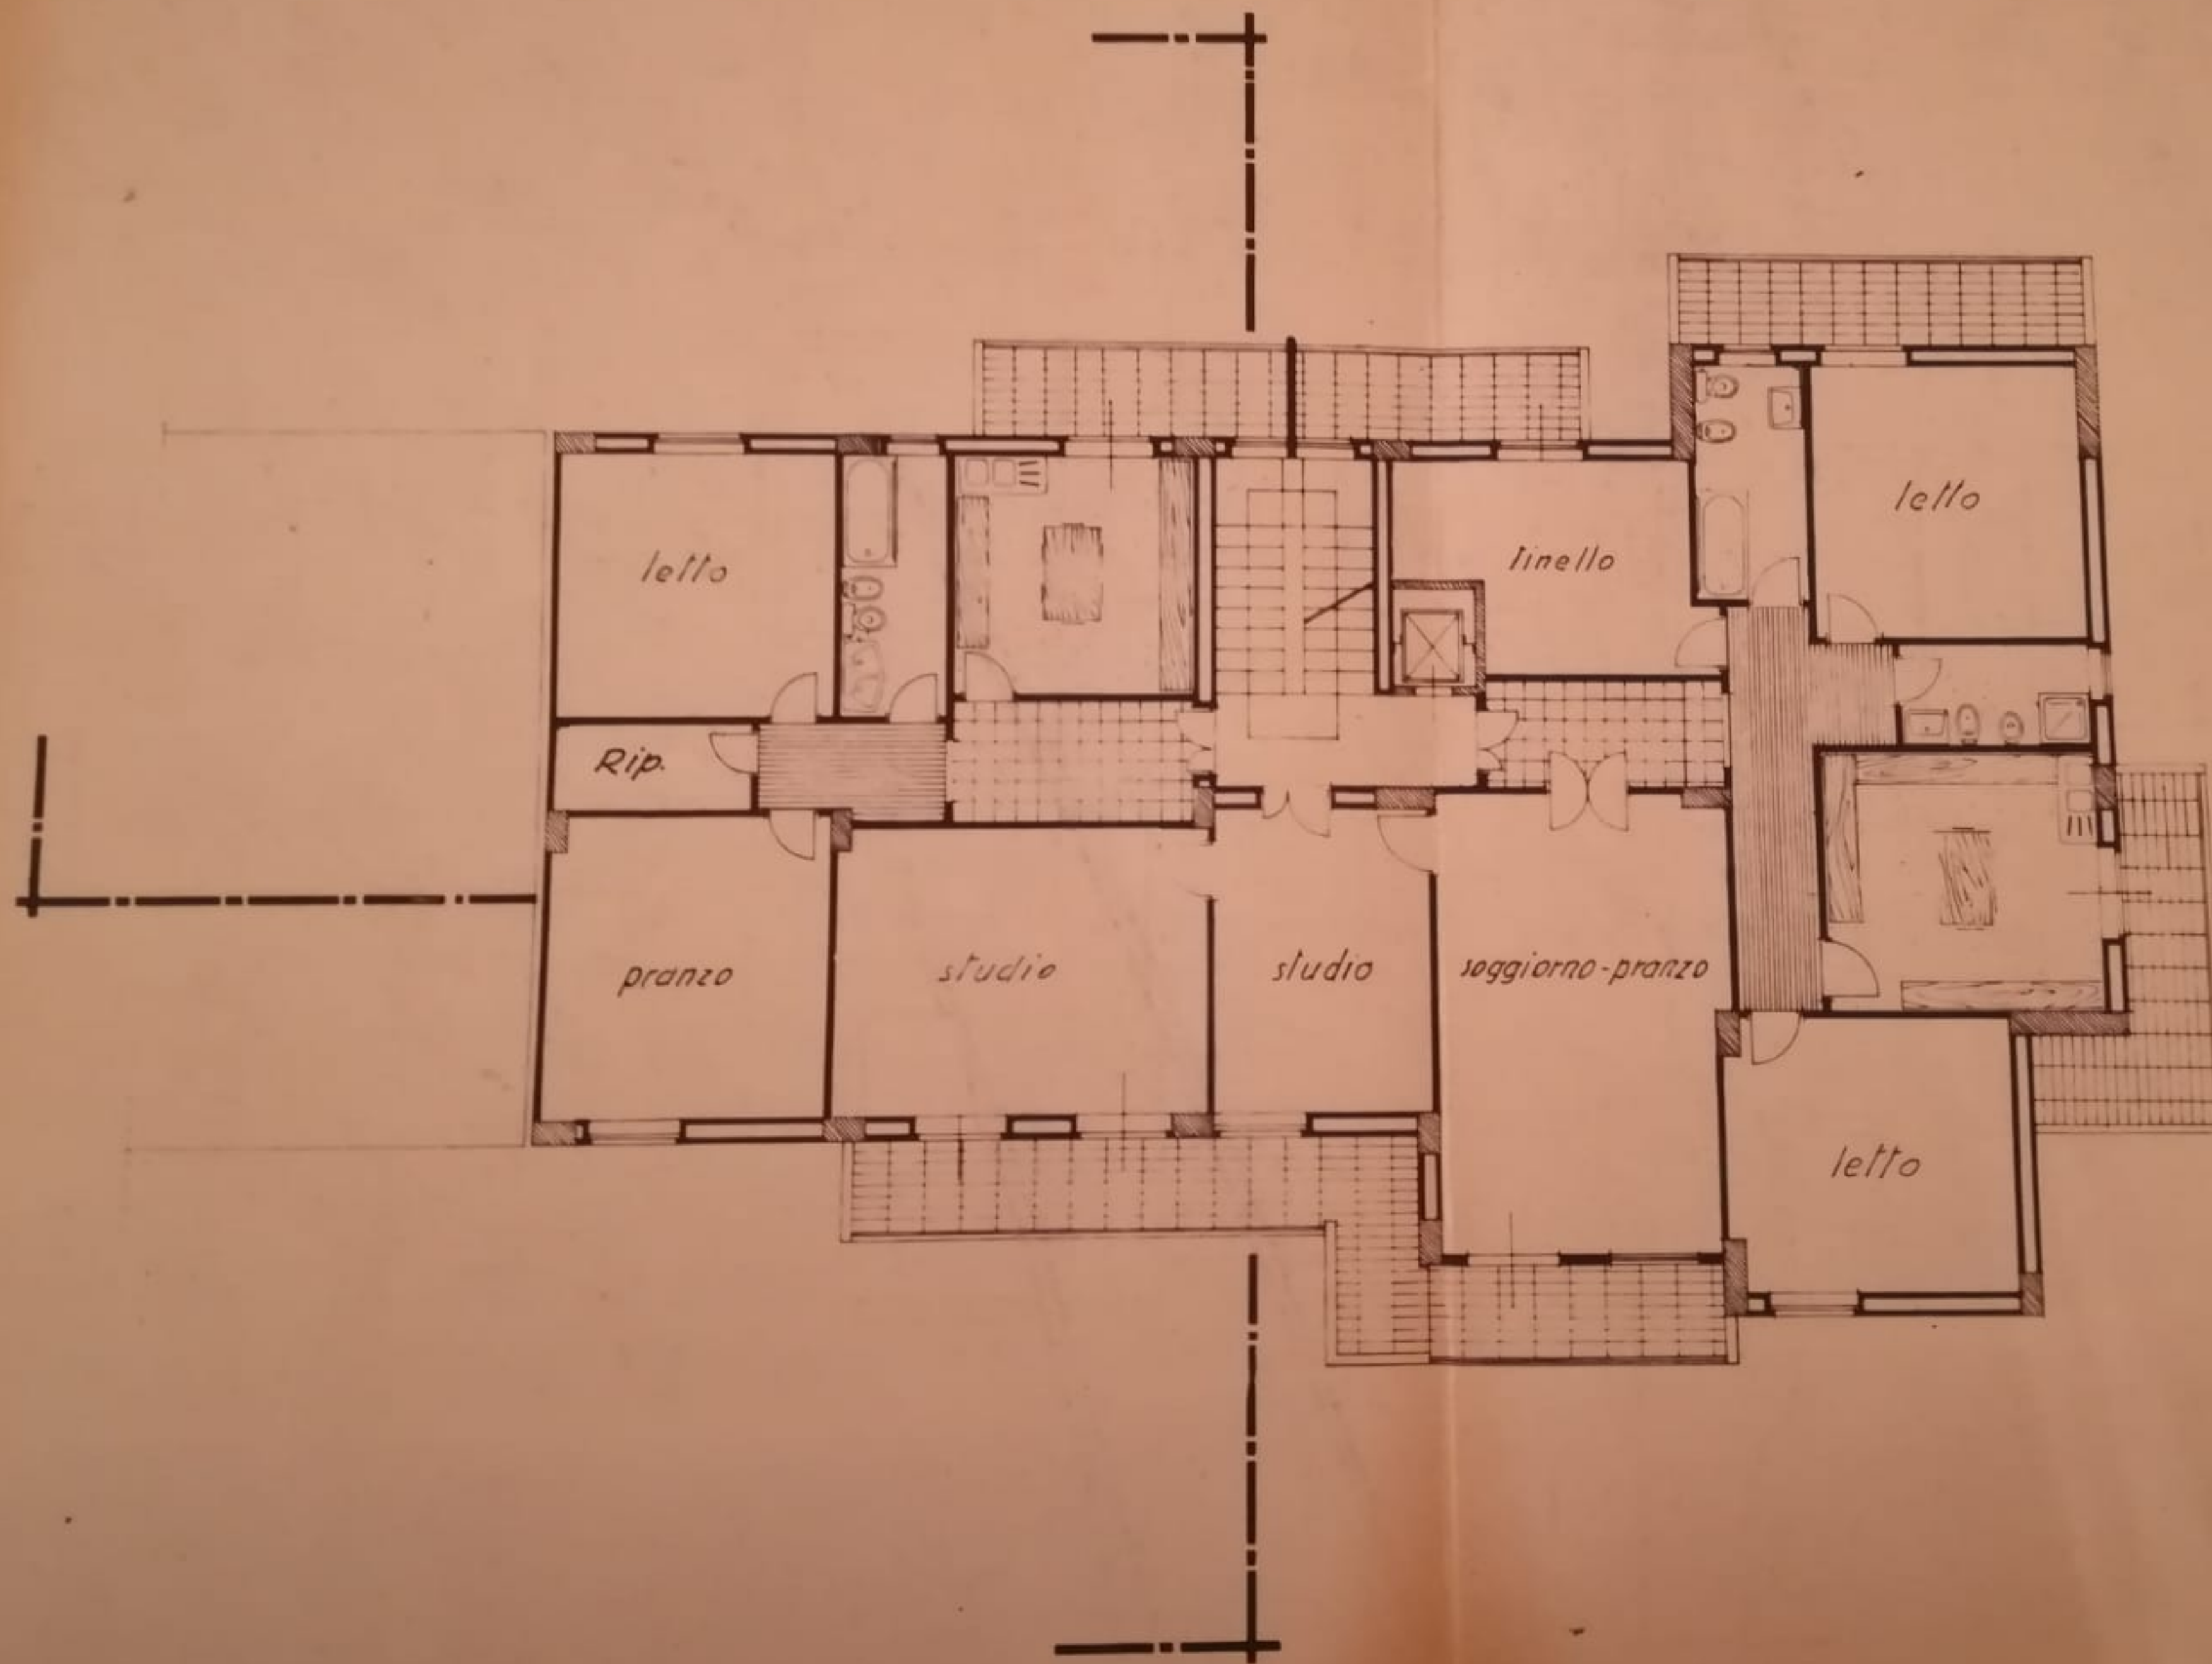 letto
tinello
letto
Rip.
pranzo
studio
studio
soggiorno-pranzo
letto